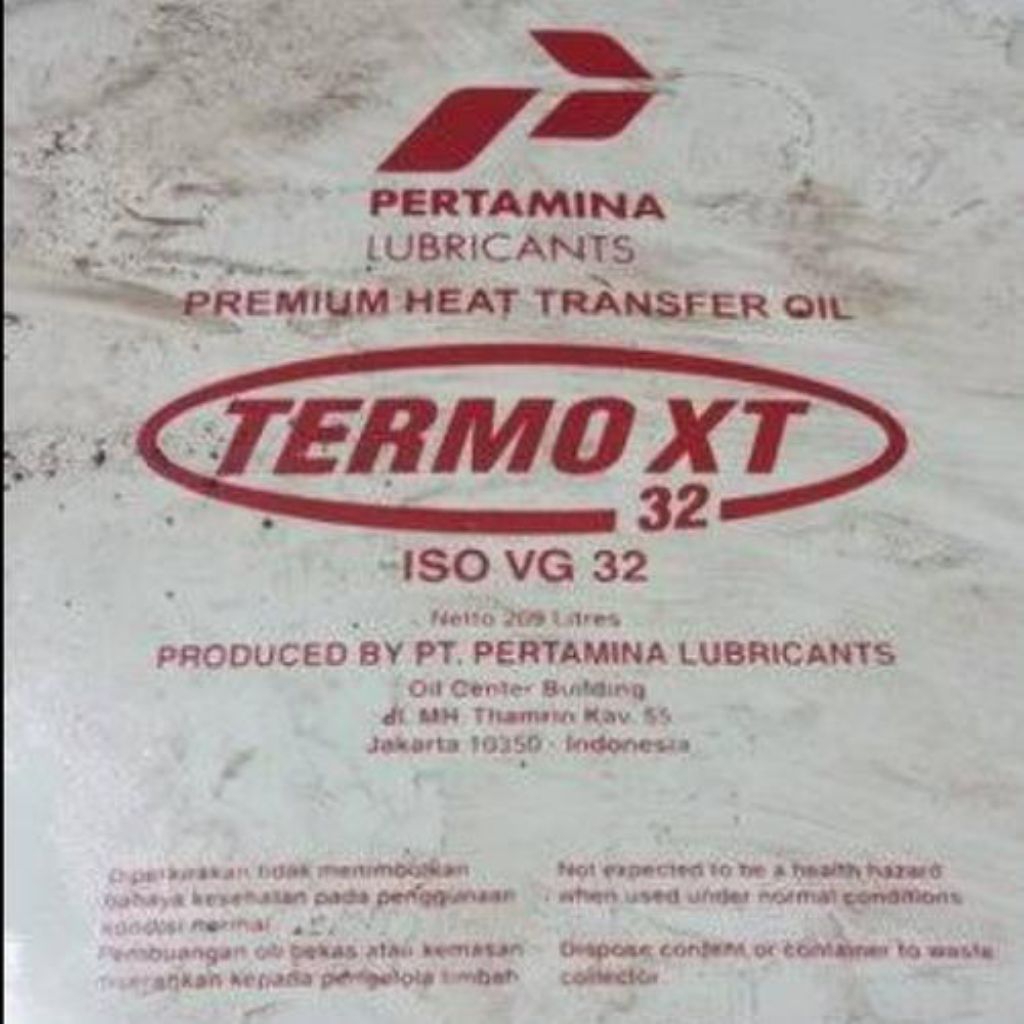 PERTAMINA
LUBRICANTS
PREMIUM HEAT TRANSFER OIL
TERMO XT
32
ISO VG 32
Netto 209 Litres
PRODUCED BY PT. PERTAMINA LUBRICANTS
Oil Center Building
Jl. MH. Thamrin Kav. 55
Jakarta 10350 - Indonesia
Diperkirakan tidak menimbulkan
bahaya kesehatan pada penggunaan
kondisi normal
Pembuangan oli bekas atau kemasan
diserahkan kepada pengelola limbah
Not expected to be a health hazard
when used under normal conditions
Dispose content or container to waste
collector